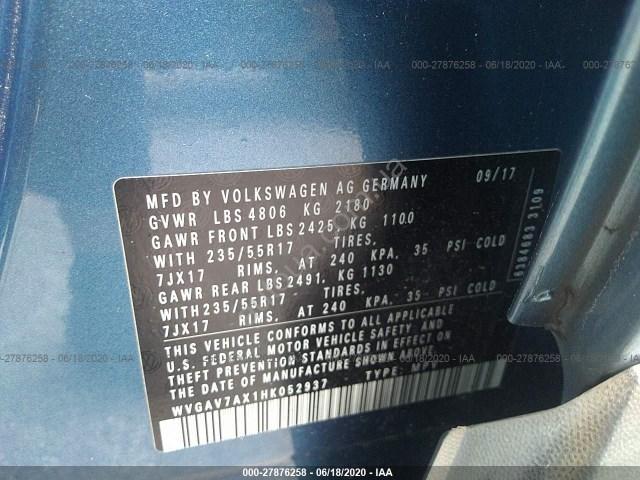 000-27876258 - 06/18/2020 - IAA
MFD BY VOLKSWAGEN AG GERMANY 09/17
GVWR LBS 4806 KG 2180
GAWR FRONT LBS 2425, KG 1100
WITH 235/55R17 TIRES,
7JX17 RIMS, AT 240 KPA, 35 PSI COLD
GAWR REAR LBS 2491, KG 1130
WITH 235/55R17 - TIRES,
7JX17 RIMS, AT 240 KPA, 35 PSI COLD
THIS VEHICLE CONFORMS TO ALL APPLICABLE
U.S. FEDERAL MOTOR VEHICLE SAFETY AND
THEFT PREVENTION STANDARDS IN EFFECT ON
THE DATE OF MANUFACTURE SHOWN ABOVE
WVGAV7AX1HK052937 TYPE: MPV
000-27876258 - 06/18/2020 - IAA